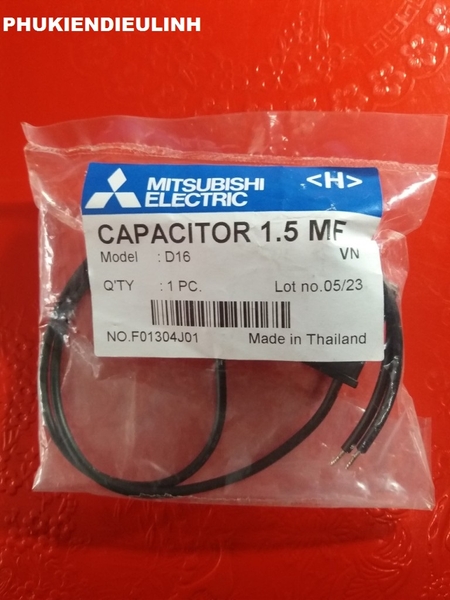 PHUKIENDIEULINH
MITSUBISHI
ELECTRIC
<H>
CAPACITOR 1.5 MF
Model : D16 VN
Q'TY : 1 PC. Lot no.05/23
NO.F01304J01 Made in Thailand